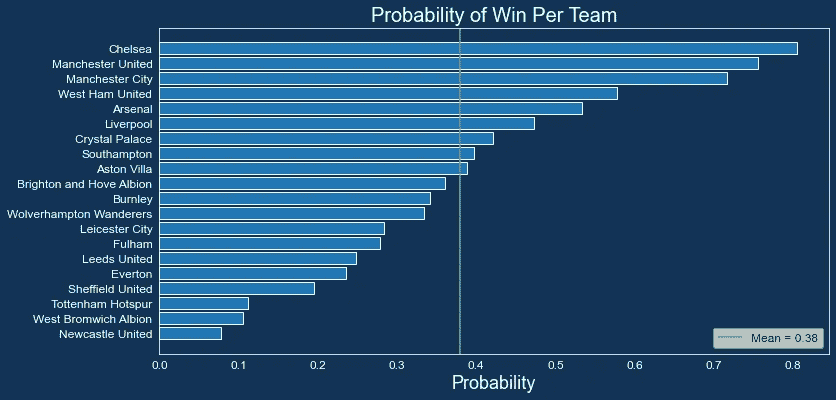 Probability of Win Per Team
Chelsea
Manchester United
Manchester City
West Ham United
Arsenal
Liverpool
Crystal Palace
Southampton
Aston Villa
Brighton and Hove Albion
Burnley
Wolverhampton Wanderers
Leicester City
Fulham
Leeds United
Everton
Sheffield United
Tottenham Hotspur
West Bromwich Albion
Newcastle United
Mean = 0.38
0.0 0.1 0.2 0.3 0.4 0.5 0.6 0.7 0.8
Probability